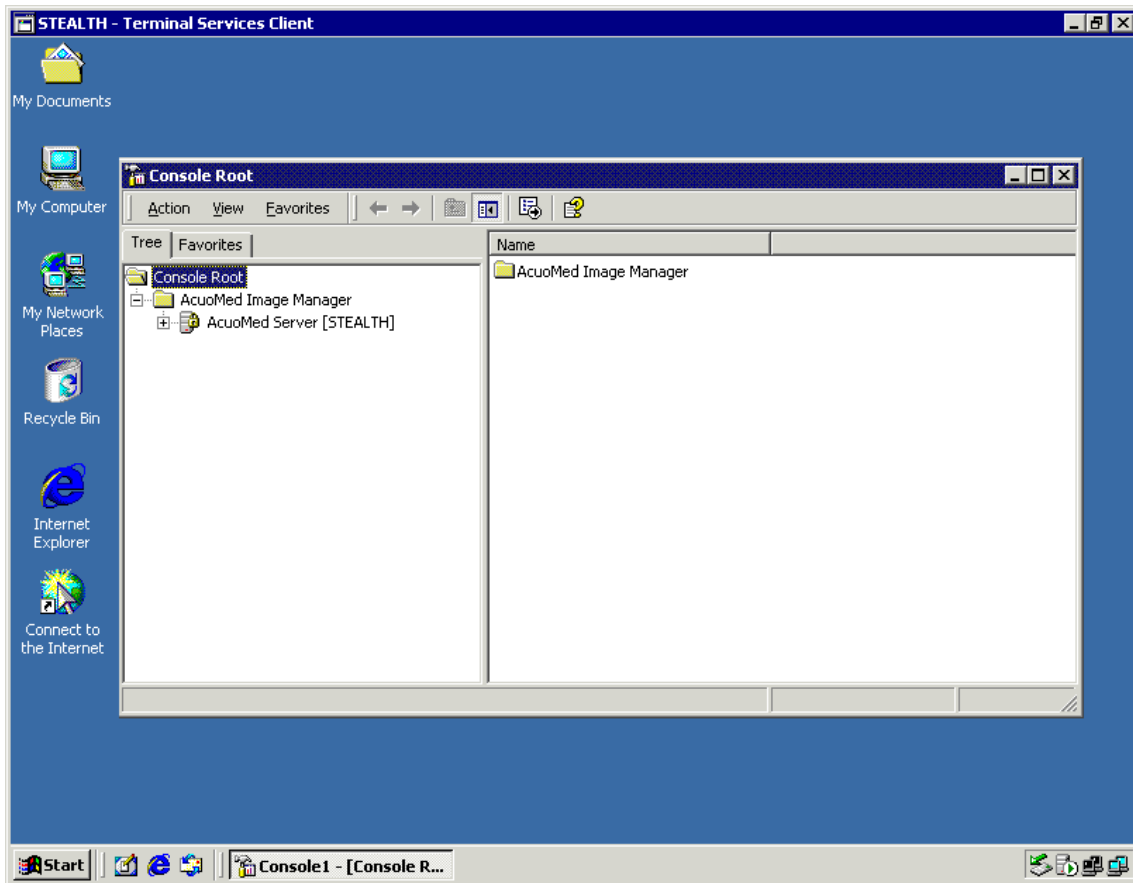 STEALTH - Terminal Services Client
My Documents
My Computer
My Network
Places
Recycle Bin
Internet
Explorer
Connect to
the Internet
Console Root
Action View Favorites
Tree Favorites
Console Root
AcuoMed Image Manager
AcuoMed Server [STEALTH]
Name
AcuoMed Image Manager
Start
Console1 - [Console R...